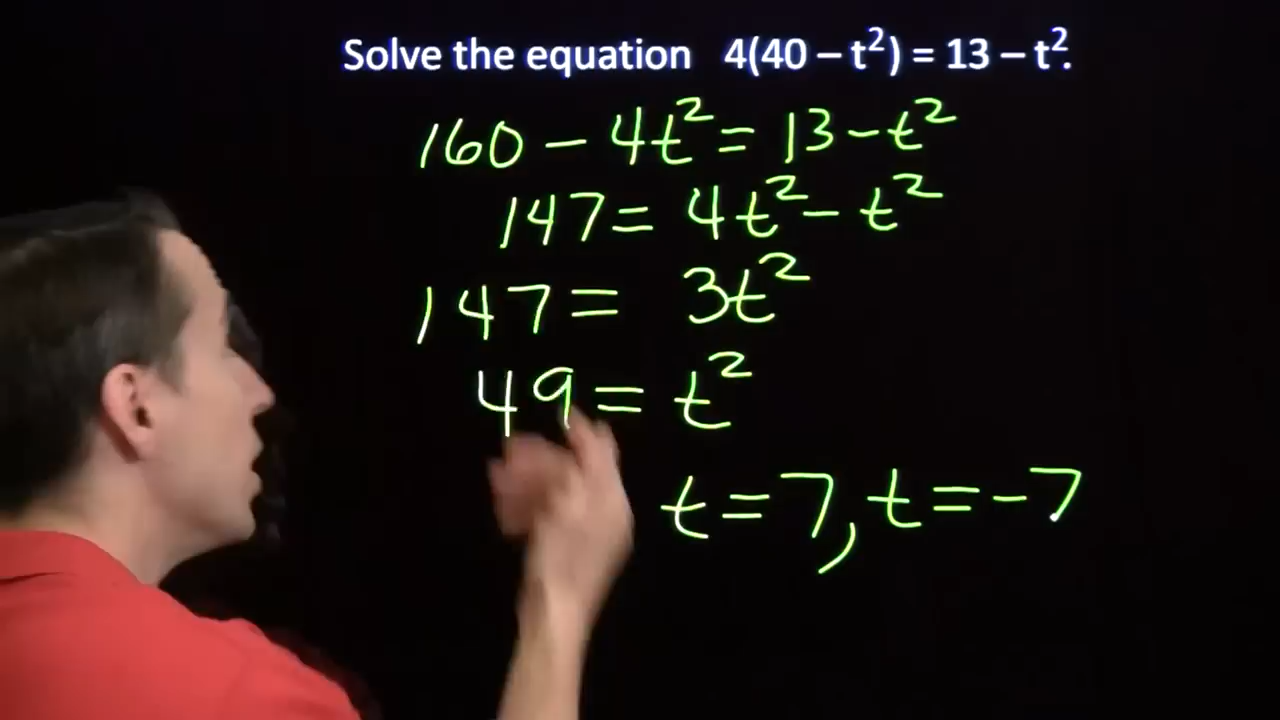 Solve the equation 4(40 – t²) = 13 – t².
160 – 4t² = 13 – t²
147 = 4t² – t²
147 = 3t²
49 = t²
t = 7, t = -7